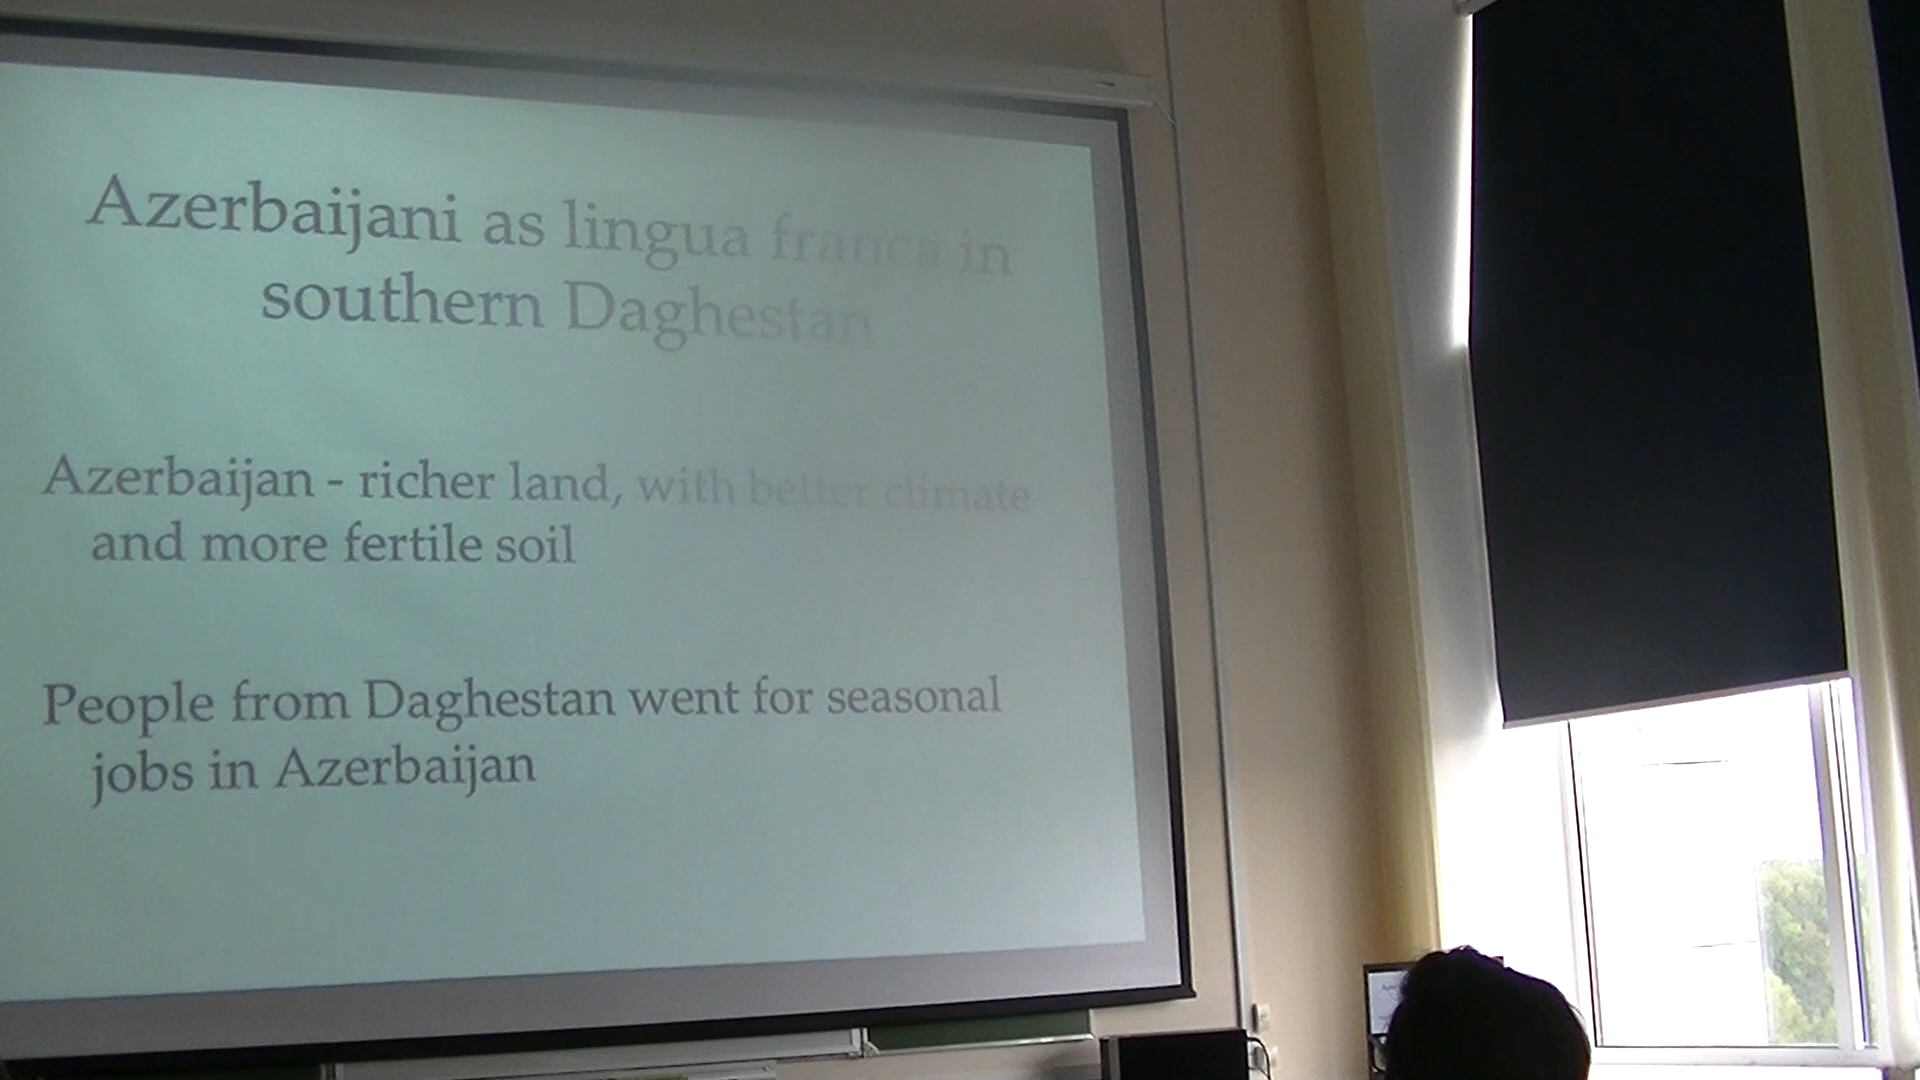 Azerbaijani as lingua franca in
southern Daghestan
Azerbaijan - richer land, with better climate
and more fertile soil
People from Daghestan went for seasonal
jobs in Azerbaijan